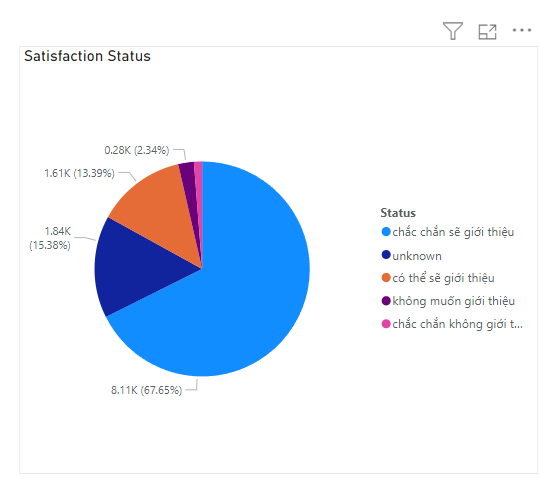 Satisfaction Status
0.28K (2.34%)
1.61K (13.39%)
1.84K
(15.38%)
8.11K (67.65%)
Status
chắc chắn sẽ giới thiệu
unknown
có thể sẽ giới thiệu
không muốn giới thiệu
chắc chắn không giới t...